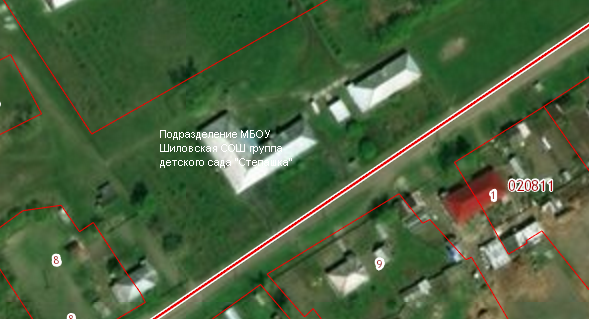 Подразделение МБОУ
Шиловская СОШ группа
детского сада "Степашка"
020811
1
9
8